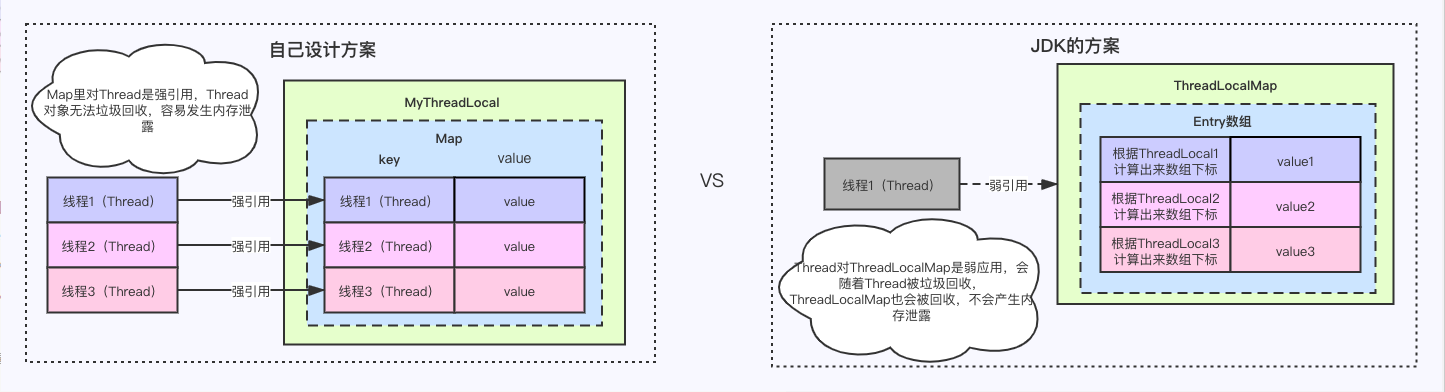 自己设计方案
Map里对Thread是强引用，Thread
对象无法垃圾回收，容易发生内存泄
露
MyThreadLocal
Map
key
value
线程1（Thread）
强引用
线程1（Thread）
value
线程2（Thread）
强引用
线程2（Thread）
value
线程3（Thread）
强引用
线程3（Thread）
value
VS
JDK的方案
ThreadLocalMap
Entry数组
线程1（Thread）
弱引用
根据ThreadLocal1
计算出来数组下标
value1
根据ThreadLocal2
计算出来数组下标
value2
根据ThreadLocal3
计算出来数组下标
value3
Thread对ThreadLocalMap是弱应用，会
随着Thread被垃圾回收，
ThreadLocalMap也会被回收，不会产生内
存泄露